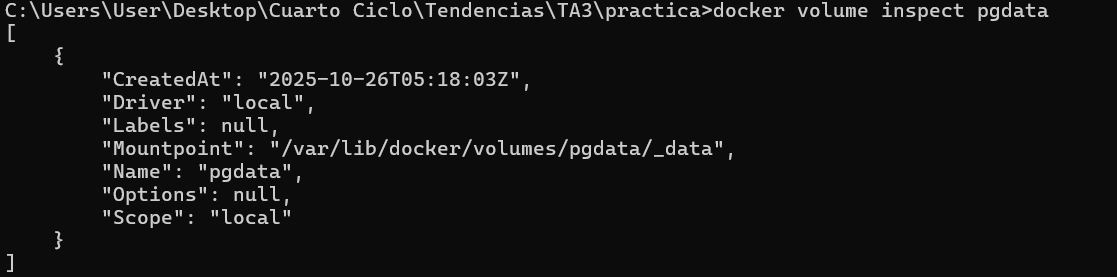 C:\Users\User\Desktop\Cuarto Ciclo\Tendencias\TA3\practica>docker volume inspect pgdata
[
    {
        "CreatedAt": "2025-10-26T05:18:03Z",
        "Driver": "local",
        "Labels": null,
        "Mountpoint": "/var/lib/docker/volumes/pgdata/_data",
        "Name": "pgdata",
        "Options": null,
        "Scope": "local"
    }
]